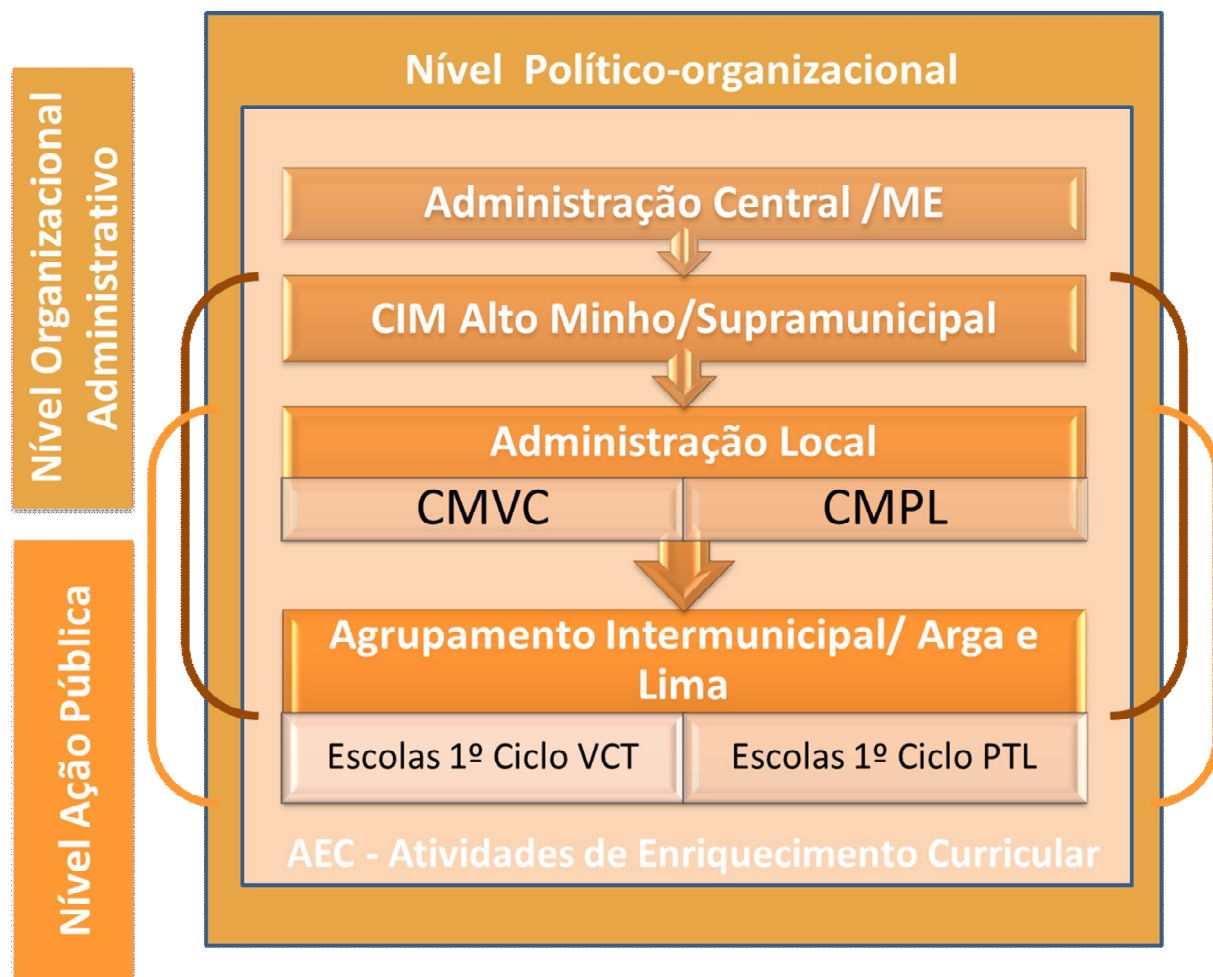 Nível Político-organizacional
Nível Organizacional
Administrativo
Administração Central /ME
CIM Alto Minho/Supramunicipal
Administração Local
CMVC
CMPL
Agrupamento Intermunicipal/ Arga e
Lima
Escolas 1º Ciclo VCT
Escolas 1º Ciclo PTL
AEC - Atividades de Enriquecimento Curricular
Nível Ação Pública